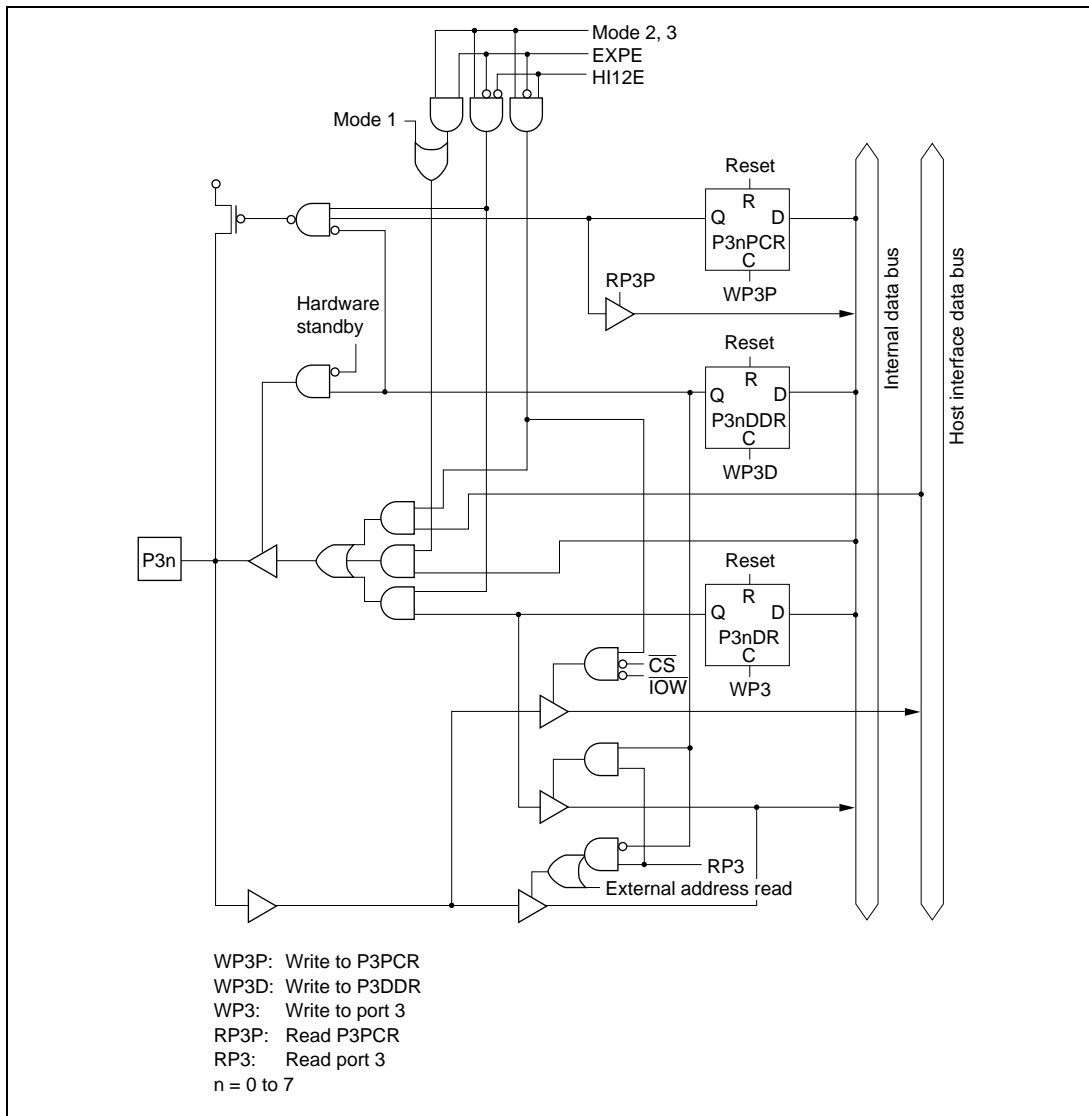 Mode 2, 3
EXPE
HI12E
Mode 1
Reset
R
Q D
P3nPCR
C
WP3P
RP3P
Hardware
standby
Reset
R
Q D
P3nDDR
C
WP3D
Internal data bus
Host interface data bus
P3n
Reset
R
Q D
P3nDR
C
WP3
CS
IOW
RP3
External address read
WP3P: Write to P3PCR
WP3D: Write to P3DDR
WP3: Write to port 3
RP3P: Read P3PCR
RP3: Read port 3
n = 0 to 7